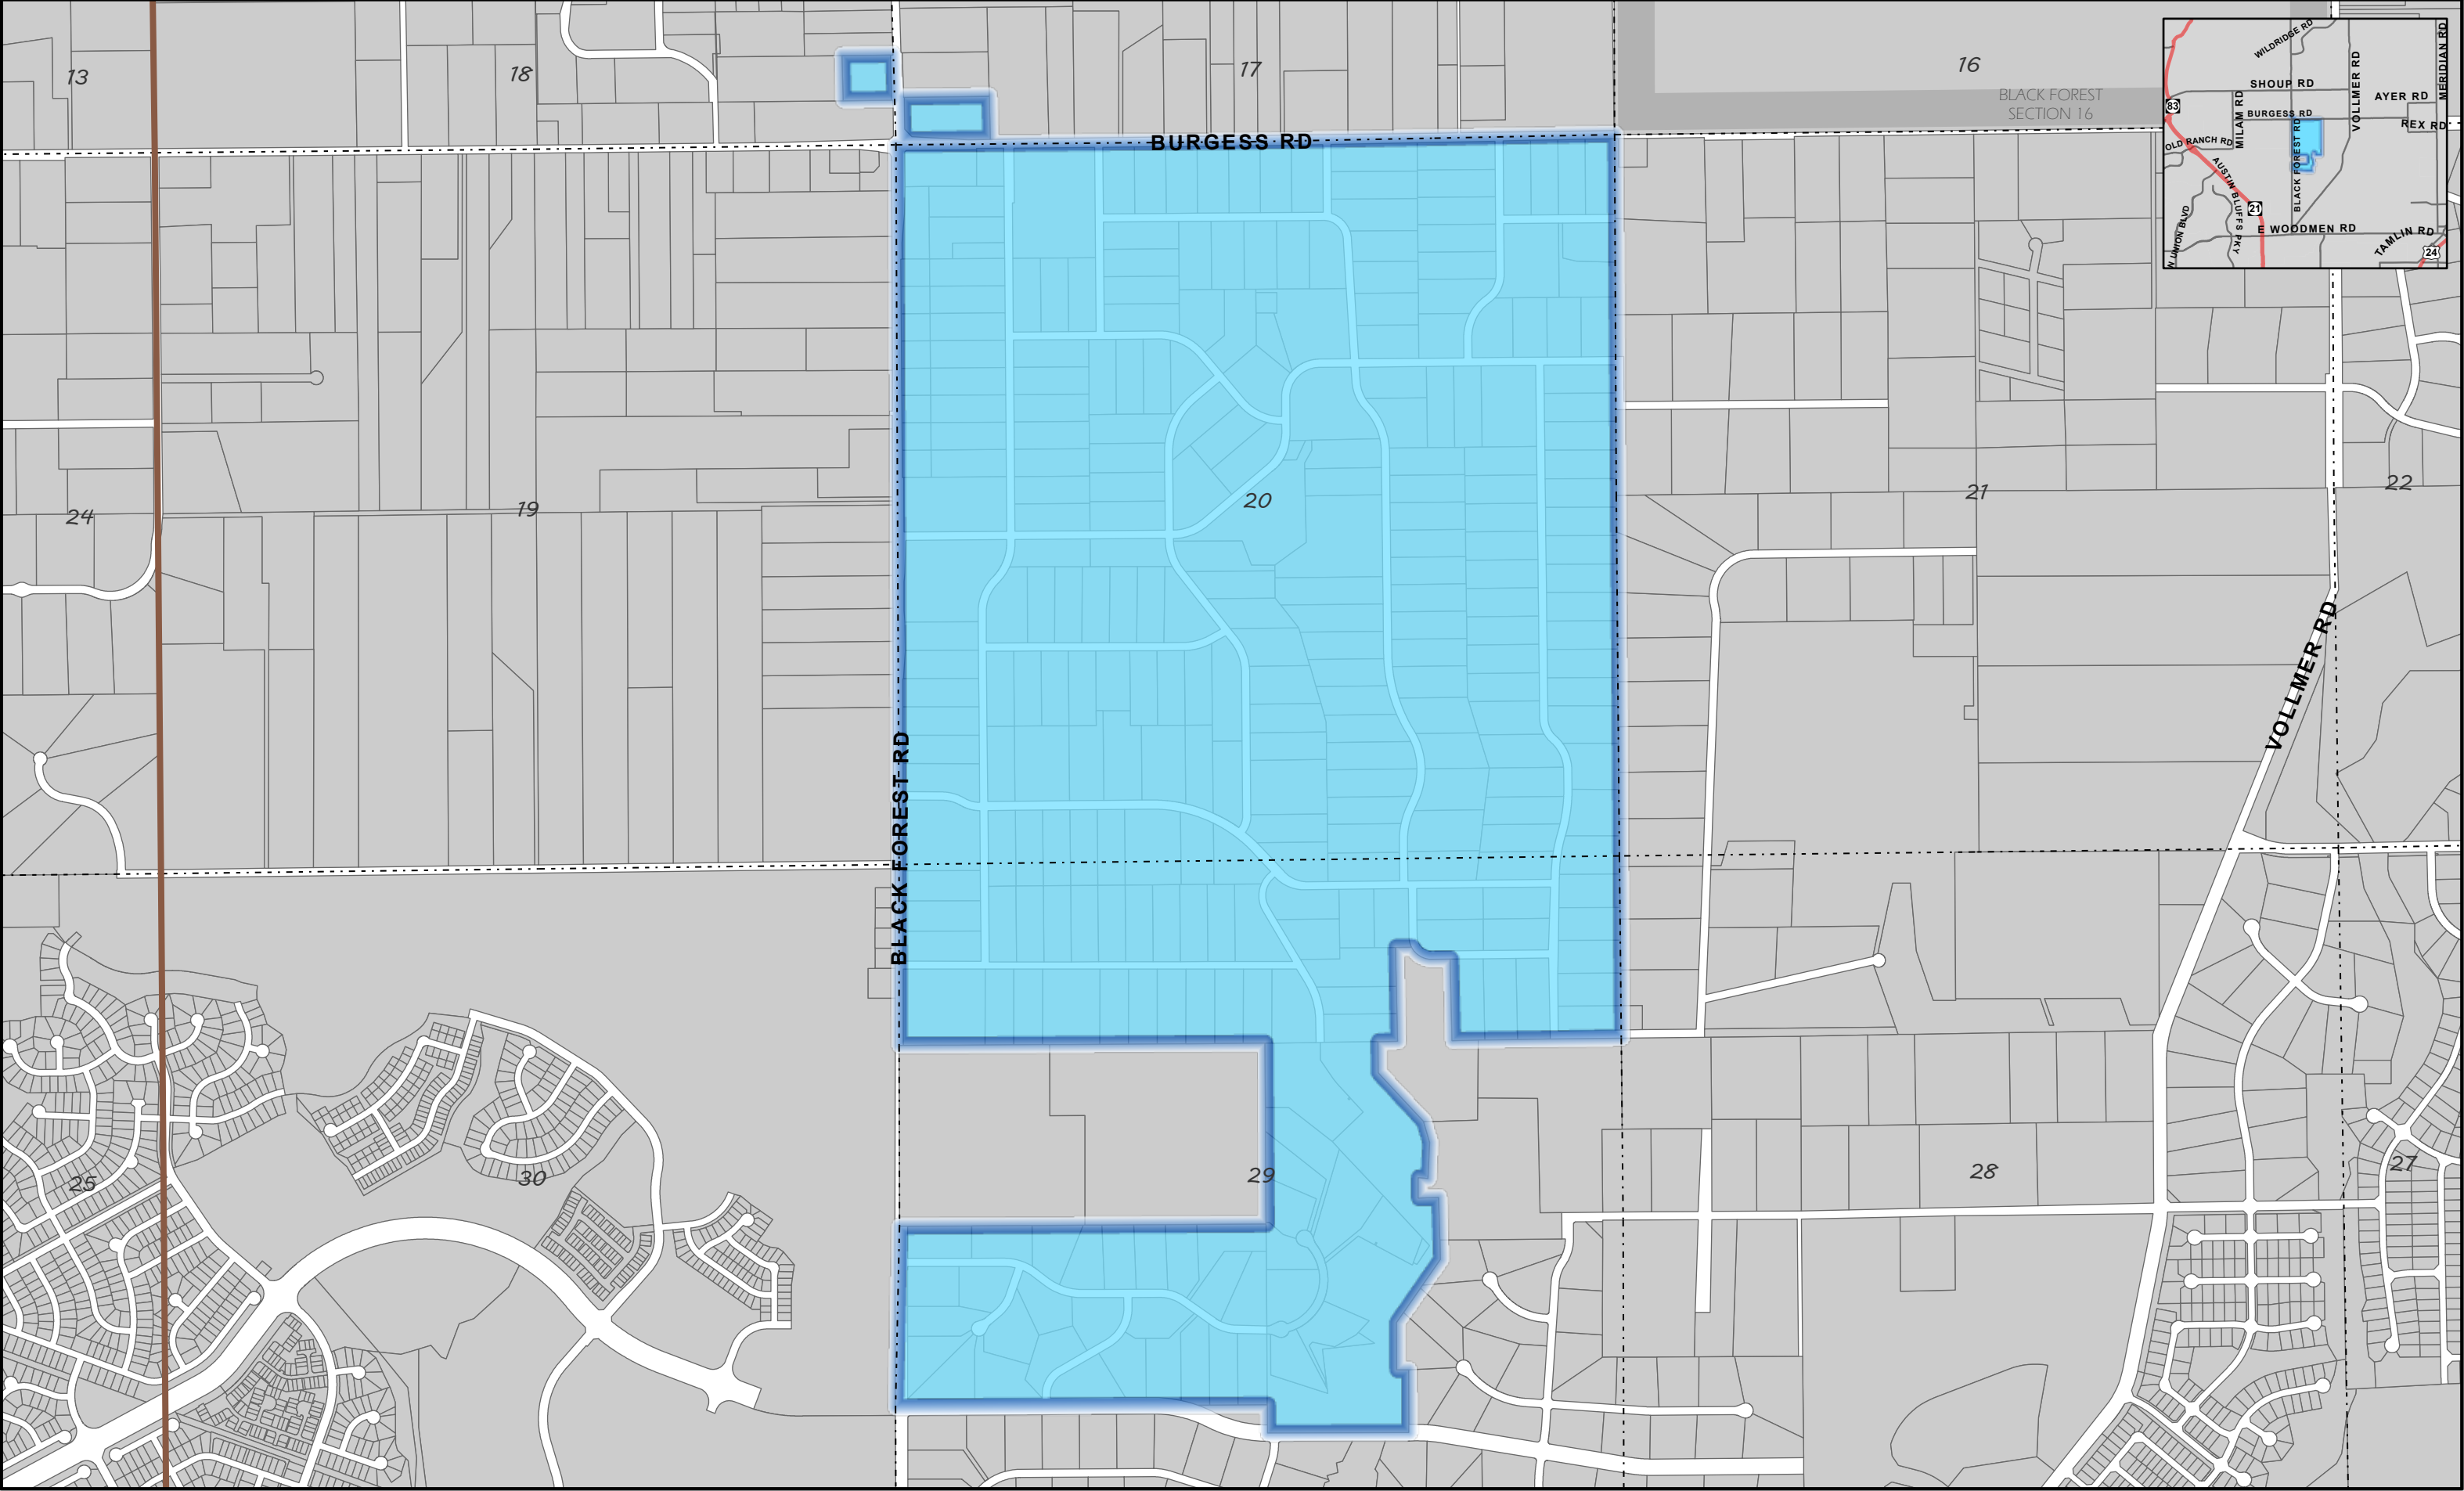 13
18
17
16
BLACK FOREST
SECTION 16
BURGESS RD
24
19
20
21
22
BLACK FOREST RD
VOLLMER RD
25
30
29
28
27
WILDRIDGE RD
SHOUP RD
VOLLMER RD
MERIDIAN RD
AYER RD
83
MILAM RD
BURGESS RD
REX RD
OLD RANCH RD
BLACK FOREST RD
AUSTIN BLUFFS PKY
21
N UNION BLVD
E WOODMEN RD
TAMLIN RD
24